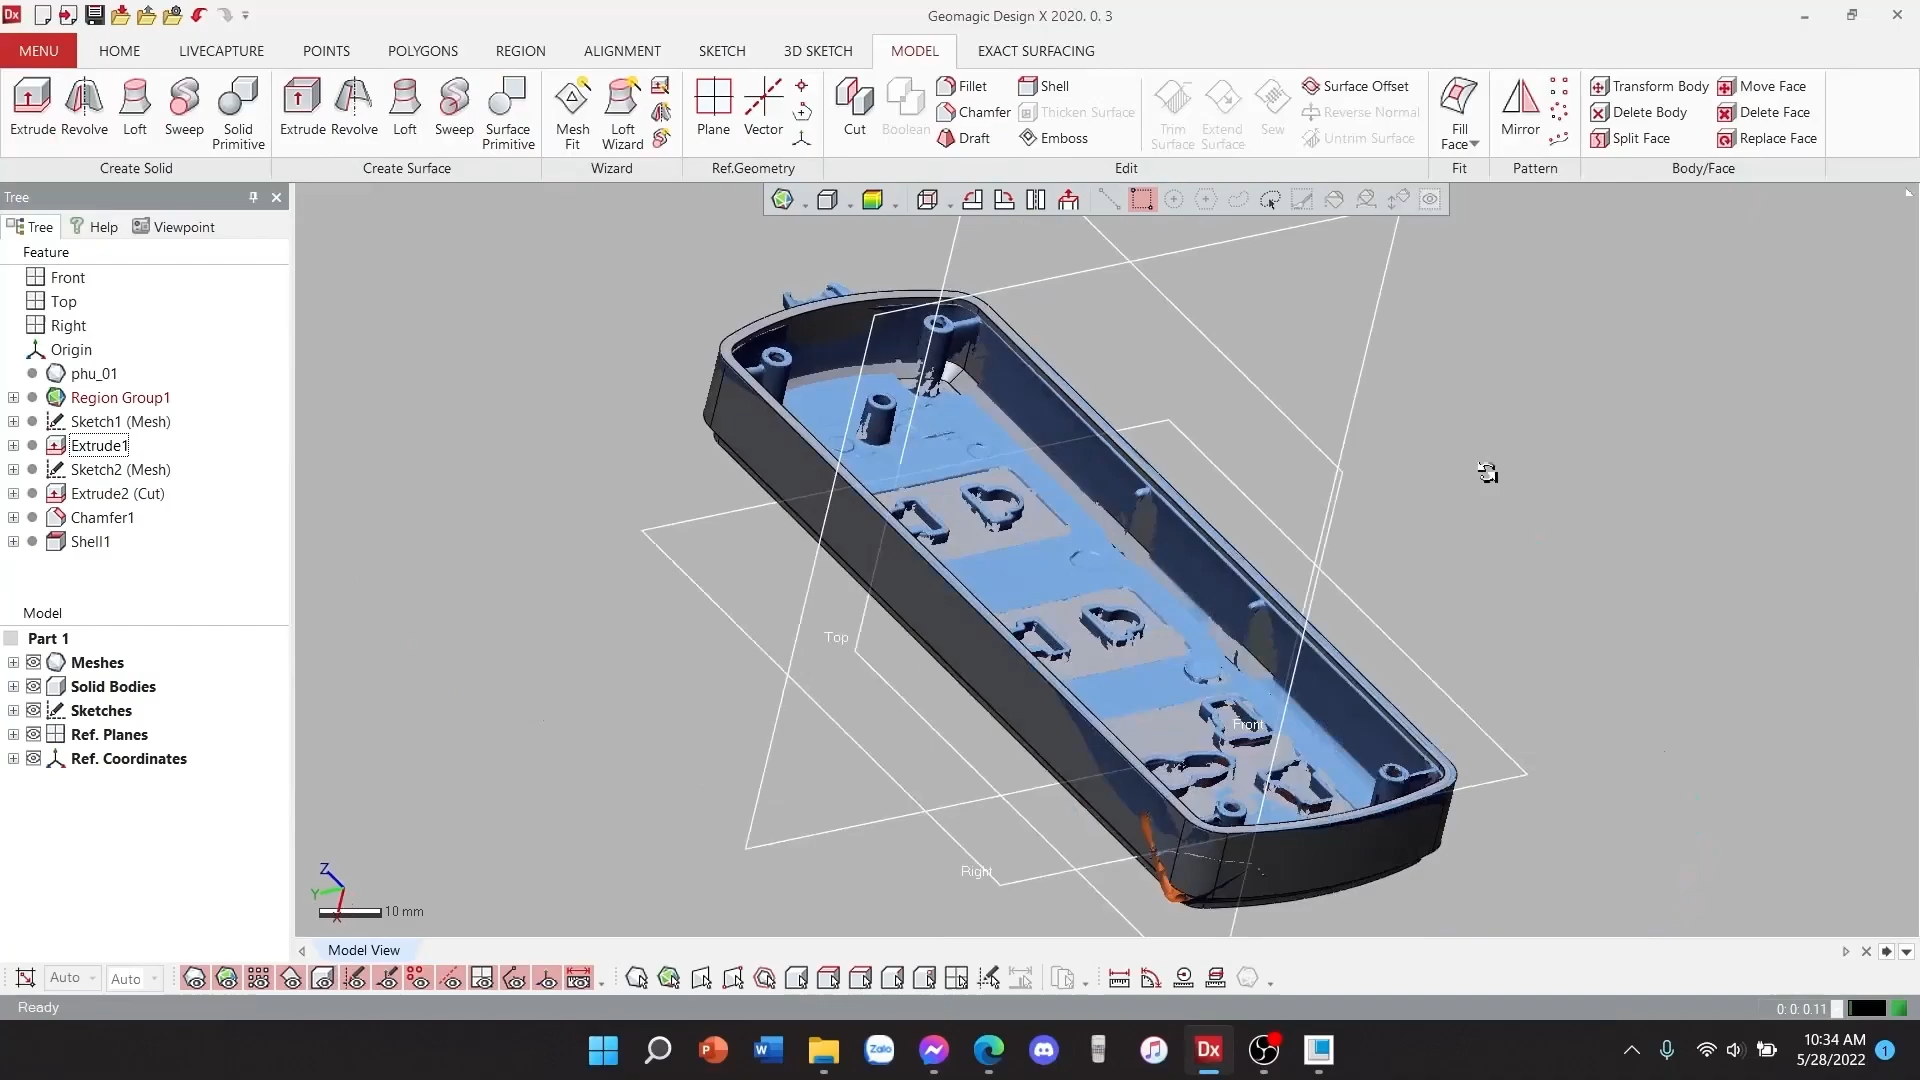 Dx
Geomagic Design X 2020. 0. 3
MENU HOME LIVECAPTURE POINTS POLYGONS REGION ALIGNMENT SKETCH 3D SKETCH MODEL EXACT SURFACING
Extrude Revolve Loft Sweep Solid Primitive
Create Solid
Extrude Revolve Loft Sweep Surface Primitive
Create Surface
Mesh Fit Loft Wizard
Wizard
Plane Vector
Ref.Geometry
Cut Boolean
Fillet
Chamfer
Draft
Shell
Thicken Surface
Emboss
Trim Surface Extend Surface Sew
Surface Offset
Reverse Normal
Untrim Surface
Edit
Fill Face
Fit
Mirror
Pattern
Transform Body
Delete Body
Split Face
Move Face
Delete Face
Replace Face
Body/Face
Tree
Tree Help Viewpoint
Feature
Front
Top
Right
Origin
phu_01
Region Group1
Sketch1 (Mesh)
Extrude1
Sketch2 (Mesh)
Extrude2 (Cut)
Chamfer1
Shell1
Model
Part 1
Meshes
Solid Bodies
Sketches
Ref. Planes
Ref. Coordinates
Top
Front
Right
Z
Y
X
10 mm
Model View
Auto Auto
Ready
0: 0: 0.11
P W Zalo Dx
10:34 AM
5/28/2022
1